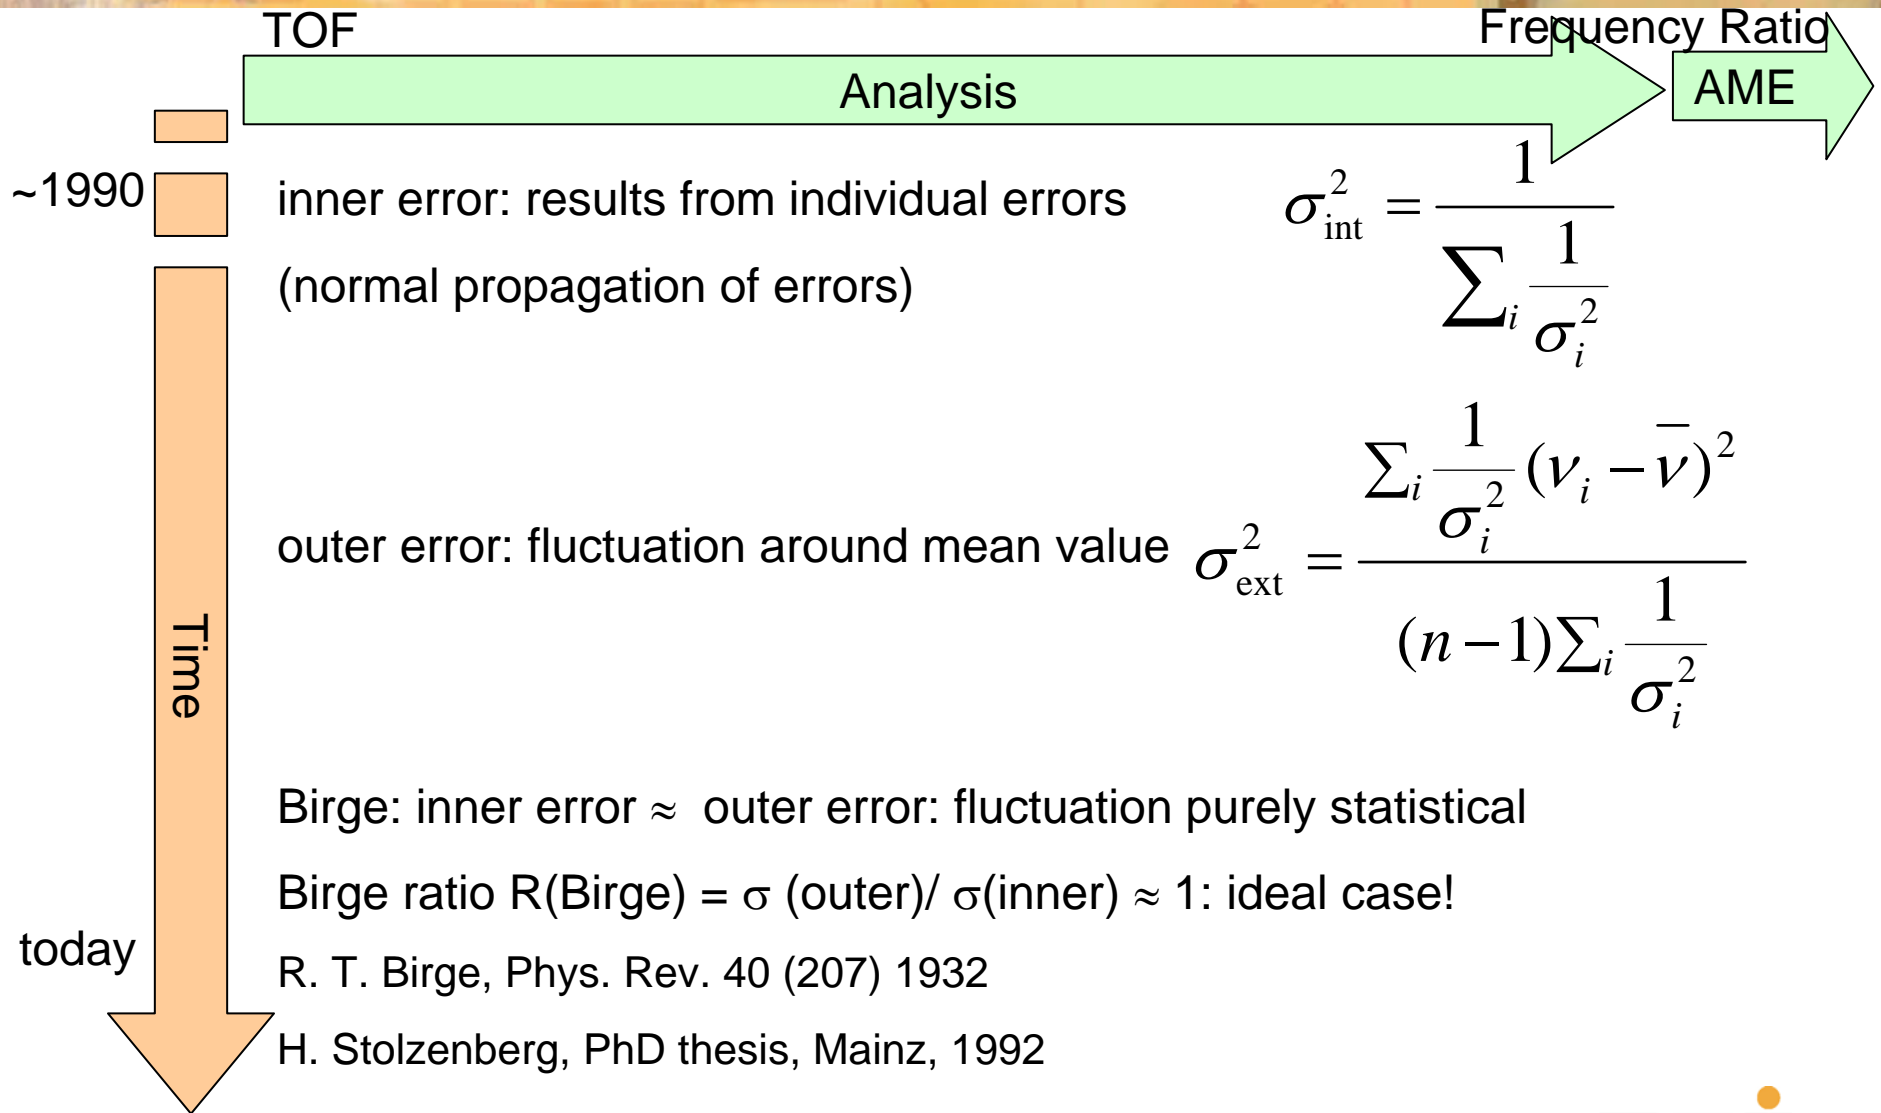 TOF
Frequency Ratio
Analysis
AME
~1990
inner error: results from individual errors
(normal propagation of errors)
σ²_int = 1 / ∑_i 1/σ_i²
outer error: fluctuation around mean value
σ²_ext = ∑_i 1/σ_i² (ν_i − ν̅)² / (n − 1)∑_i 1/σ_i²
Time
Birge: inner error ≈ outer error: fluctuation purely statistical
Birge ratio R(Birge) = σ (outer)/ σ(inner) ≈ 1: ideal case!
today
R. T. Birge, Phys. Rev. 40 (207) 1932
H. Stolzenberg, PhD thesis, Mainz, 1992